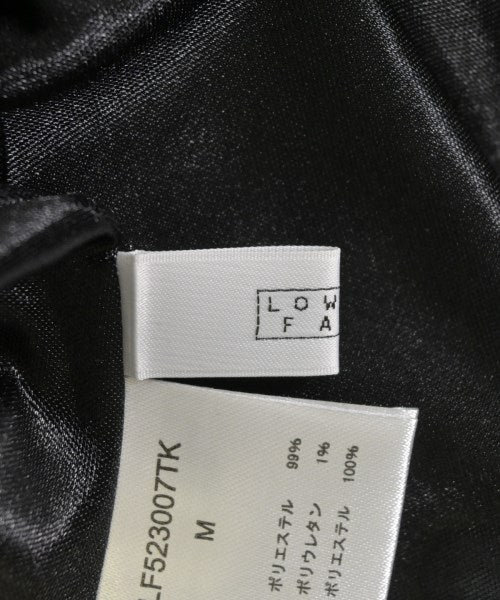 LOW
FA
LF523007TK
M
ポリエステル 99%
ポリウレタン 1%
ポリエステル 100%